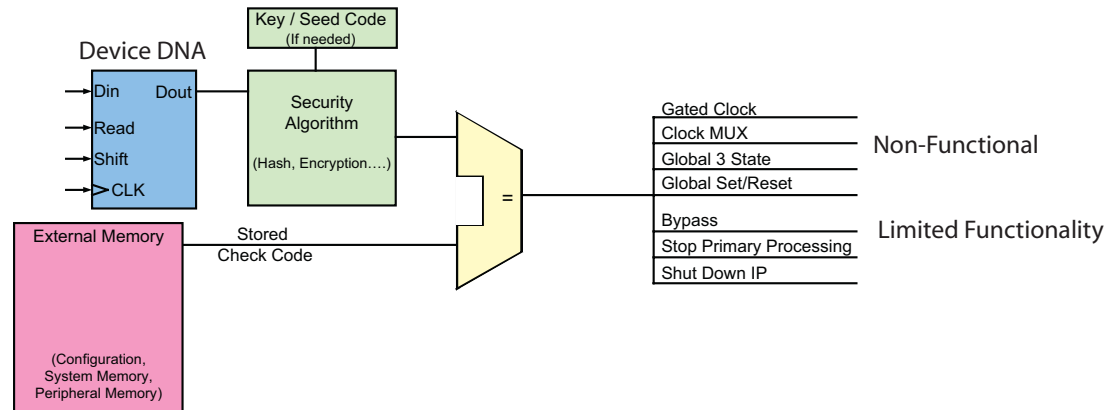 Key / Seed Code
(If needed)
Device DNA
Din
Dout
Read
Shift
CLK
Security
Algorithm
(Hash, Encryption....)
External Memory
(Configuration,
System Memory,
Peripheral Memory)
Stored
Check Code
=
Gated Clock
Clock MUX
Global 3 State
Global Set/Reset
Non-Functional
Bypass
Stop Primary Processing
Shut Down IP
Limited Functionality